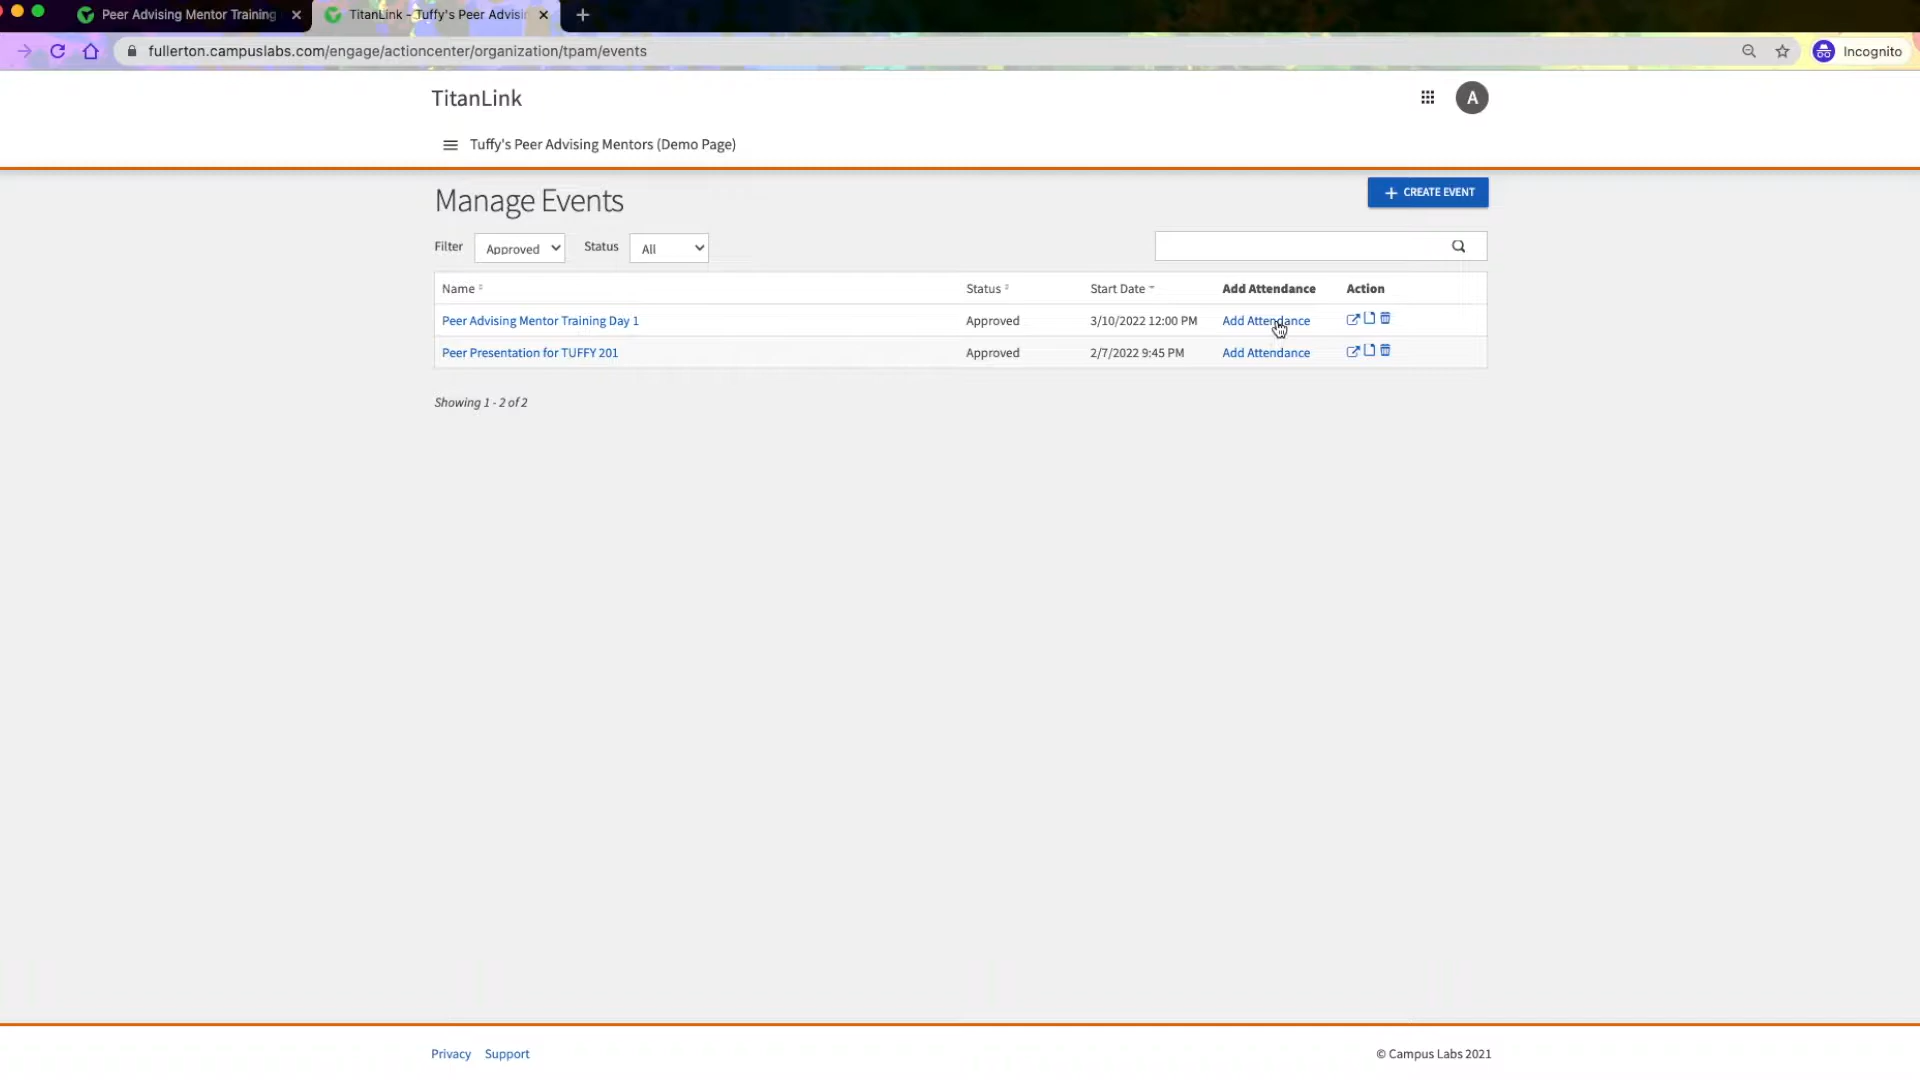 Peer Advising Mentor Training
TitanLink - Tuffy's Peer Advisi
fullerton.campuslabs.com/engage/actioncenter/organization/tpam/events
Incognito
TitanLink
A
Tuffy's Peer Advising Mentors (Demo Page)
Manage Events
+ CREATE EVENT
Filter Approved Status All
Name Status Start Date Add Attendance Action
Peer Advising Mentor Training Day 1 Approved 3/10/2022 12:00 PM Add Attendance
Peer Presentation for TUFFY 201 Approved 2/7/2022 9:45 PM Add Attendance
Showing 1 - 2 of 2
Privacy Support © Campus Labs 2021